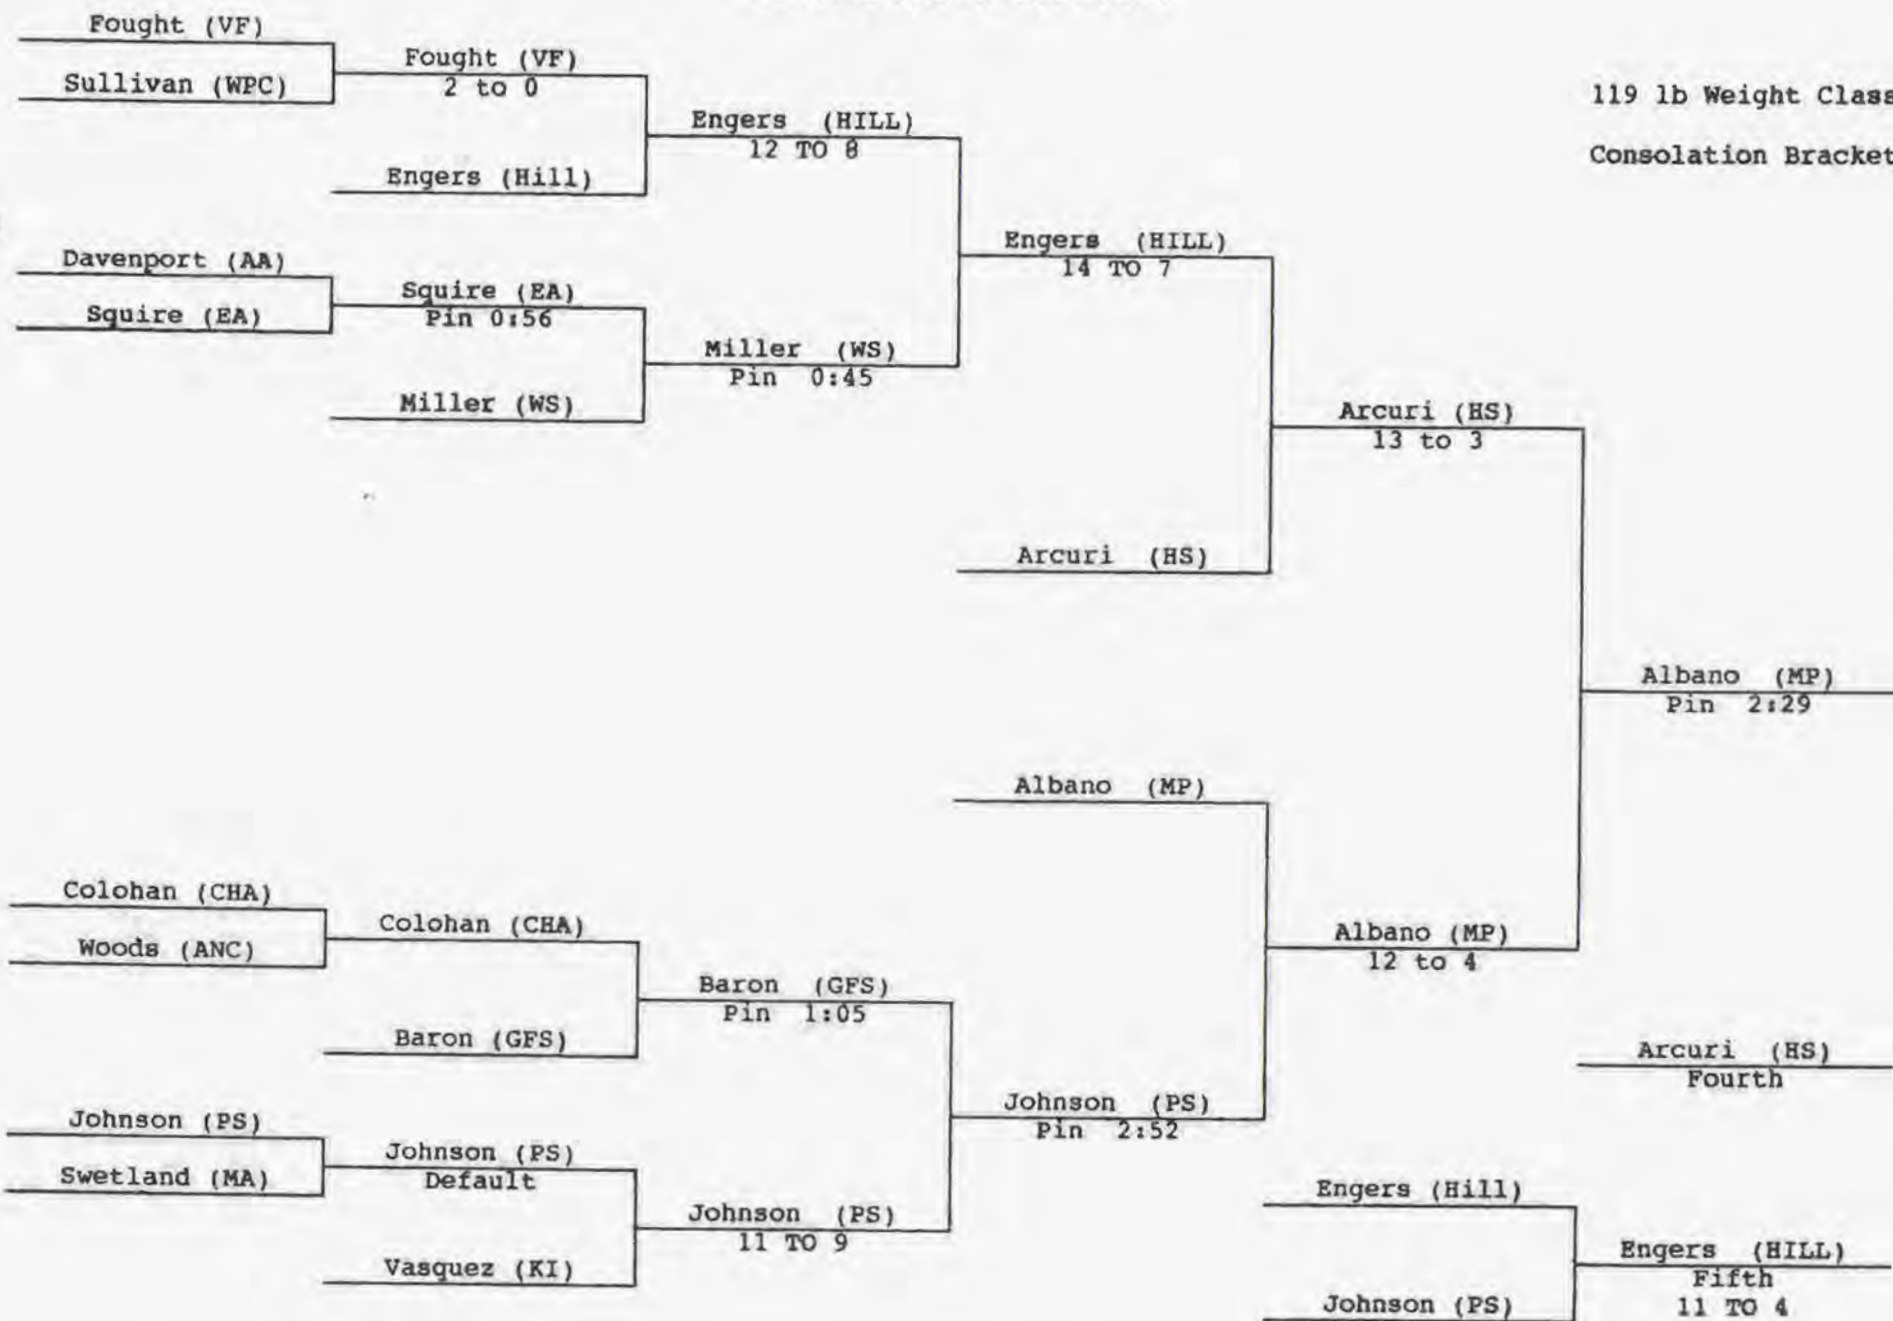 Fought (VF)
Sullivan (WPC)
Fought (VF)
2 to 0
Engers (Hill)
Engers (HILL)
12 TO 8
Davenport (AA)
Squire (EA)
Squire (EA)
Pin 0:56
Miller (WS)
Miller (WS)
Pin 0:45
Engers (HILL)
14 TO 7
Arcuri (HS)
Arcuri (HS)
13 to 3
119 lb Weight Class
Consolation Bracket
Albano (MP)
Pin 2:29
Albano (MP)
Colohan (CHA)
Woods (ANC)
Colohan (CHA)
Baron (GFS)
Baron (GFS)
Pin 1:05
Johnson (PS)
Swetland (MA)
Johnson (PS)
Default
Vasquez (KI)
Johnson (PS)
11 TO 9
Johnson (PS)
Pin 2:52
Albano (MP)
12 to 4
Arcuri (HS)
Fourth
Engers (Hill)
Johnson (PS)
Engers (HILL)
Fifth
11 TO 4